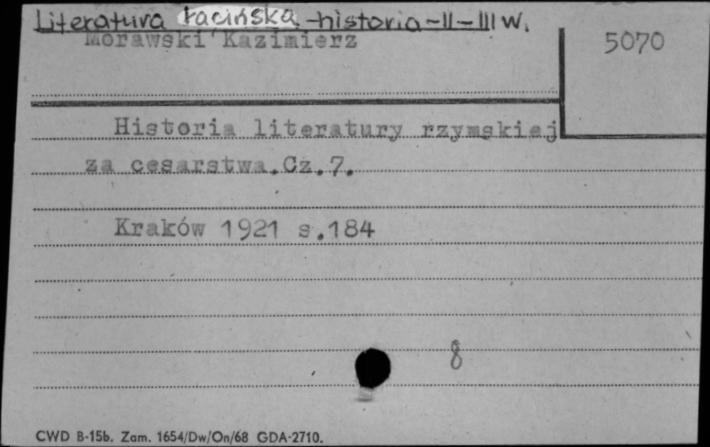 Literatura łacińska - historia - II - III w.
Morawski, Kazimierz
5070
Historia literatury rzymskiej
za cesarstwa. Cz. 7.
Kraków 1921 s.184
8
CWD B-15b. Zam. 1654/Dw/On/68 GDA-2710.